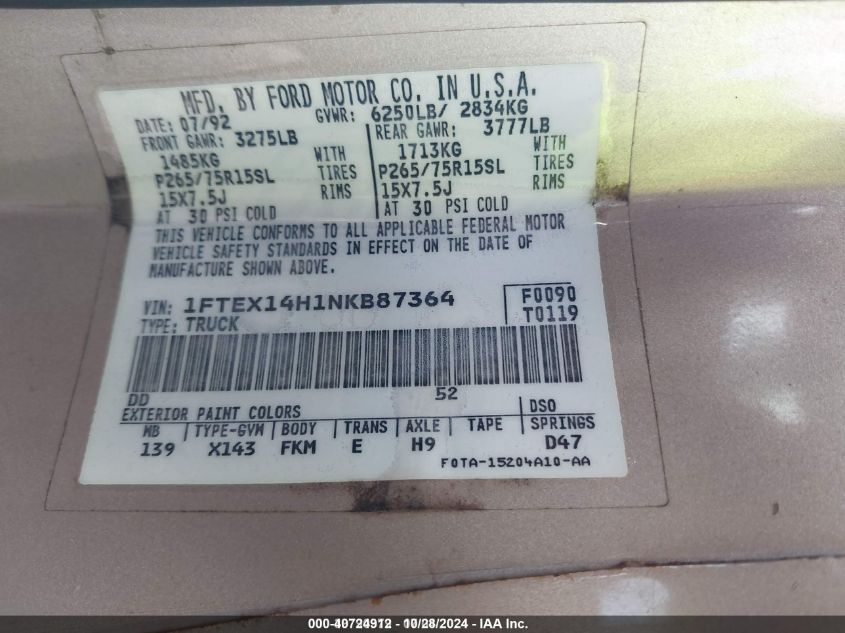 MFD. BY FORD MOTOR CO. IN U.S.A.
DATE: 07/92 GVWR: 6250LB/ 2834KG
FRONT GAWR: 3275LB REAR GAWR: 3777LB
1485KG WITH 1713KG WITH
P265/75R15SL TIRES P265/75R15SL TIRES
15X7.5J RIMS 15X7.5J RIMS
AT 30 PSI COLD AT 30 PSI COLD
THIS VEHICLE CONFORMS TO ALL APPLICABLE FEDERAL MOTOR
VEHICLE SAFETY STANDARDS IN EFFECT ON THE DATE OF
MANUFACTURE SHOWN ABOVE.
VIN: 1FTEX14H1NKB87364 F0090
TYPE: TRUCK T0119
DD 52
EXTERIOR PAINT COLORS DSO
WB TYPE-GVM BODY TRANS AXLE TAPE SPRINGS
139 X143 FKM E H9 D47
F0TA-15204A10-AA
000-40724912 - 10/28/2024 - IAA Inc.